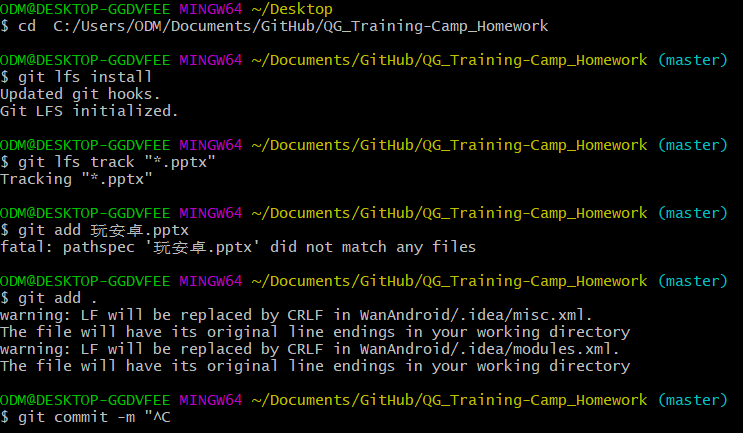 ODM@DESKTOP-GGDVFEE MINGW64 ~/Desktop
$ cd  C:/Users/ODM/Documents/GitHub/QG_Training-Camp_Homework
ODM@DESKTOP-GGDVFEE MINGW64 ~/Documents/GitHub/QG_Training-Camp_Homework (master)
$ git lfs install
Updated git hooks.
Git LFS initialized.
ODM@DESKTOP-GGDVFEE MINGW64 ~/Documents/GitHub/QG_Training-Camp_Homework (master)
$ git lfs track "*.pptx"
Tracking "*.pptx"
ODM@DESKTOP-GGDVFEE MINGW64 ~/Documents/GitHub/QG_Training-Camp_Homework (master)
$ git add 玩安卓.pptx
fatal: pathspec '玩安卓.pptx' did not match any files
ODM@DESKTOP-GGDVFEE MINGW64 ~/Documents/GitHub/QG_Training-Camp_Homework (master)
$ git add .
warning: LF will be replaced by CRLF in WanAndroid/.idea/misc.xml.
The file will have its original line endings in your working directory
warning: LF will be replaced by CRLF in WanAndroid/.idea/modules.xml.
The file will have its original line endings in your working directory
ODM@DESKTOP-GGDVFEE MINGW64 ~/Documents/GitHub/QG_Training-Camp_Homework (master)
$ git commit -m "^C